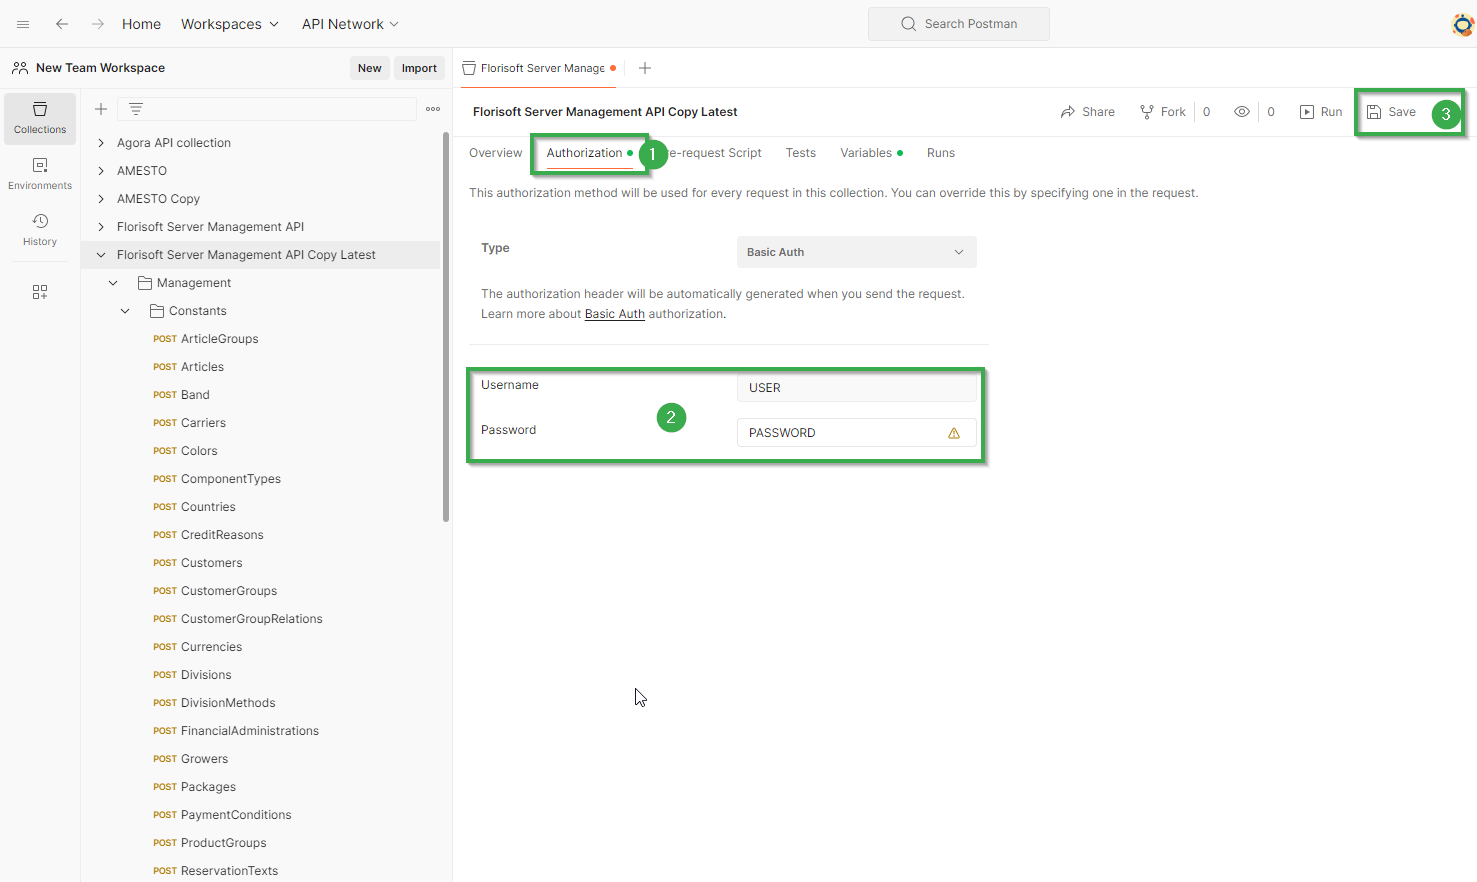 Home Workspaces API Network Search Postman
New Team Workspace New Import
Florisoft Server Manage
Collections
Environments
History
Agora API collection
AMESTO
AMESTO Copy
Florisoft Server Management API
Florisoft Server Management API Copy Latest
Management
Constants
POST ArticleGroups
POST Articles
POST Band
POST Carriers
POST Colors
POST ComponentTypes
POST Countries
POST CreditReasons
POST Customers
POST CustomerGroups
POST CustomerGroupRelations
POST Currencies
POST Divisions
POST DivisionMethods
POST FinancialAdministrations
POST Growers
POST Packages
POST PaymentConditions
POST ProductGroups
POST ReservationTexts
Florisoft Server Management API Copy Latest Share Fork 0 0 Run Save 3
Overview Authorization 1 e-request Script Tests Variables Runs
This authorization method will be used for every request in this collection. You can override this by specifying one in the request.
Type Basic Auth
The authorization header will be automatically generated when you send the request.
Learn more about Basic Auth authorization.
Username USER
2
Password PASSWORD